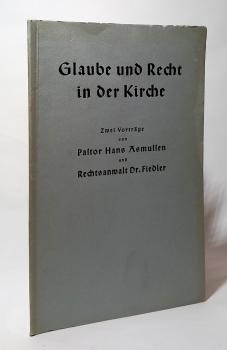 Glaube und Recht
in der Kirche
Zwei Vorträge
von
Pastor Hans Asmussen
und
Rechtsanwalt Dr. Fiedler